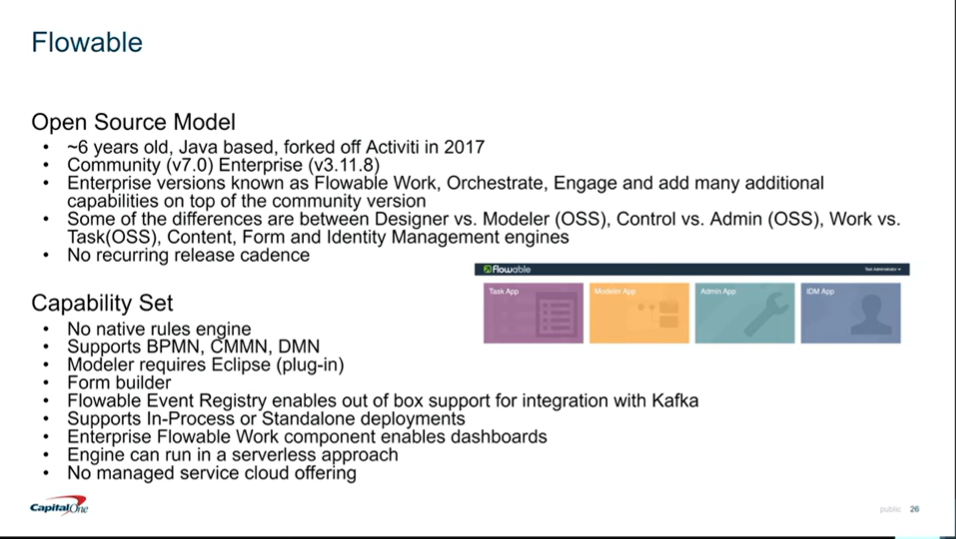 Flowable
Open Source Model
• ~6 years old, Java based, forked off Activiti in 2017
• Community (v7.0) Enterprise (v3.11.8)
• Enterprise versions known as Flowable Work, Orchestrate, Engage and add many additional
capabilities on top of the community version
• Some of the differences are between Designer vs. Modeler (OSS), Control vs. Admin (OSS), Work vs.
Task(OSS), Content, Form and Identity Management engines
• No recurring release cadence
flowable
Test Administrator
Task App
Modeler App
Admin App
IDM App
Capability Set
• No native rules engine
• Supports BPMN, CMMN, DMN
• Modeler requires Eclipse (plug-in)
• Form builder
• Flowable Event Registry enables out of box support for integration with Kafka
• Supports In-Process or Standalone deployments
• Enterprise Flowable Work component enables dashboards
• Engine can run in a serverless approach
• No managed service cloud offering
CapitalOne
public 26